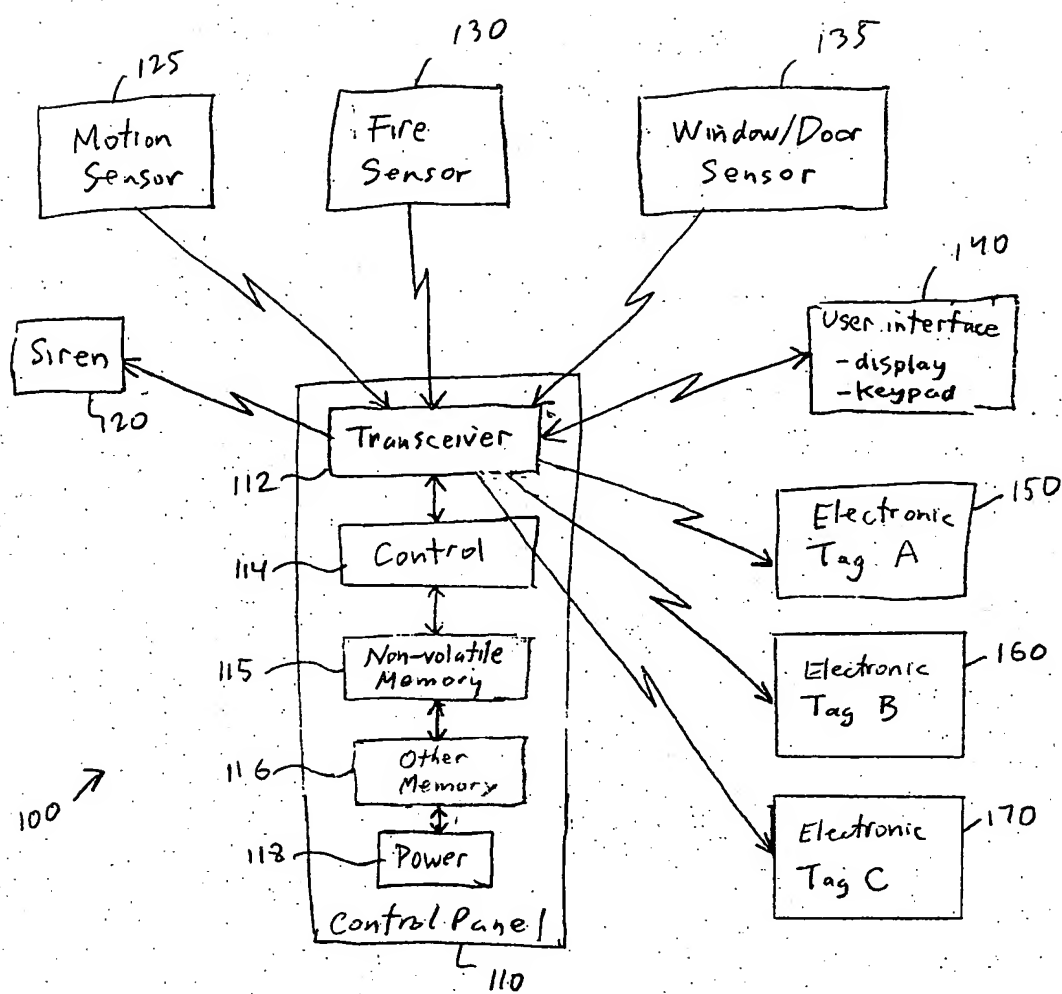 125
130
135
Motion
Sensor
Fire
Sensor
Window/Door
Sensor
140
User interface
-display
-keypad
Siren
120
Transceiver
112
150
Electronic
Tag A
Control
114
160
Electronic
Tag B
Non-volatile
Memory
115
Other
Memory
116
170
Electronic
Tag C
100
Power
118
Control Panel
110